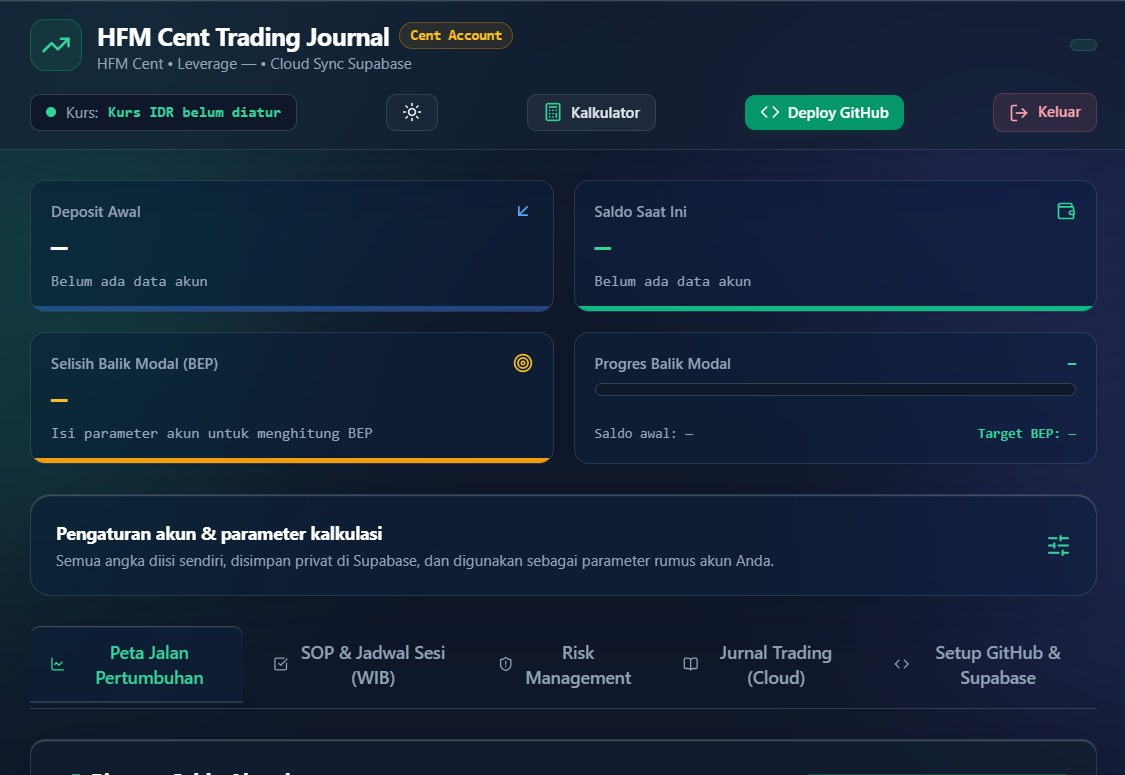 HFM Cent Trading Journal Cent Account
HFM Cent • Leverage — • Cloud Sync Supabase
Kurs: Kurs IDR belum diatur
Kalkulator
Deploy GitHub
Keluar
Deposit Awal
—
Belum ada data akun
Saldo Saat Ini
—
Belum ada data akun
Selisih Balik Modal (BEP)
—
Isi parameter akun untuk menghitung BEP
Progres Balik Modal —
Saldo awal: — Target BEP: —
Pengaturan akun & parameter kalkulasi
Semua angka diisi sendiri, disimpan privat di Supabase, dan digunakan sebagai parameter rumus akun Anda.
Peta Jalan
Pertumbuhan
SOP & Jadwal Sesi
(WIB)
Risk
Management
Jurnal Trading
(Cloud)
Setup GitHub &
Supabase